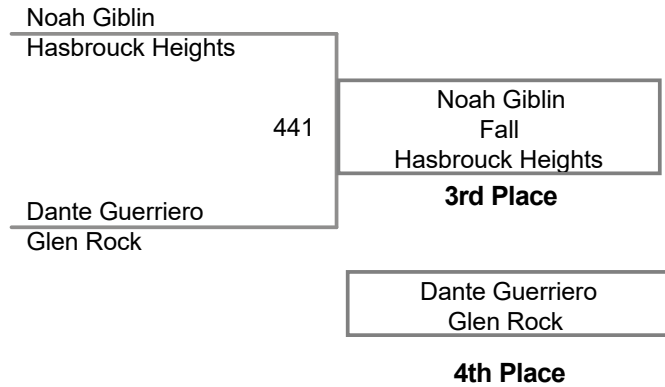 Noah Giblin
Hasbrouck Heights
441
Noah Giblin
Fall
Hasbrouck Heights
3rd Place
Dante Guerriero
Glen Rock
Dante Guerriero
Glen Rock
4th Place